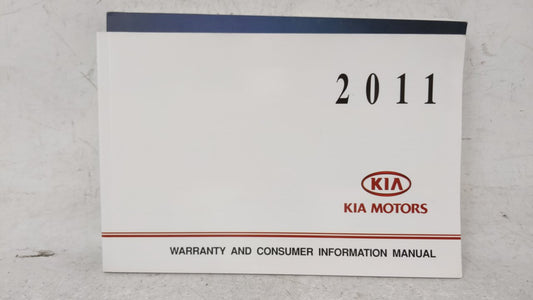 2011
KIA
KIA MOTORS
WARRANTY AND CONSUMER INFORMATION MANUAL